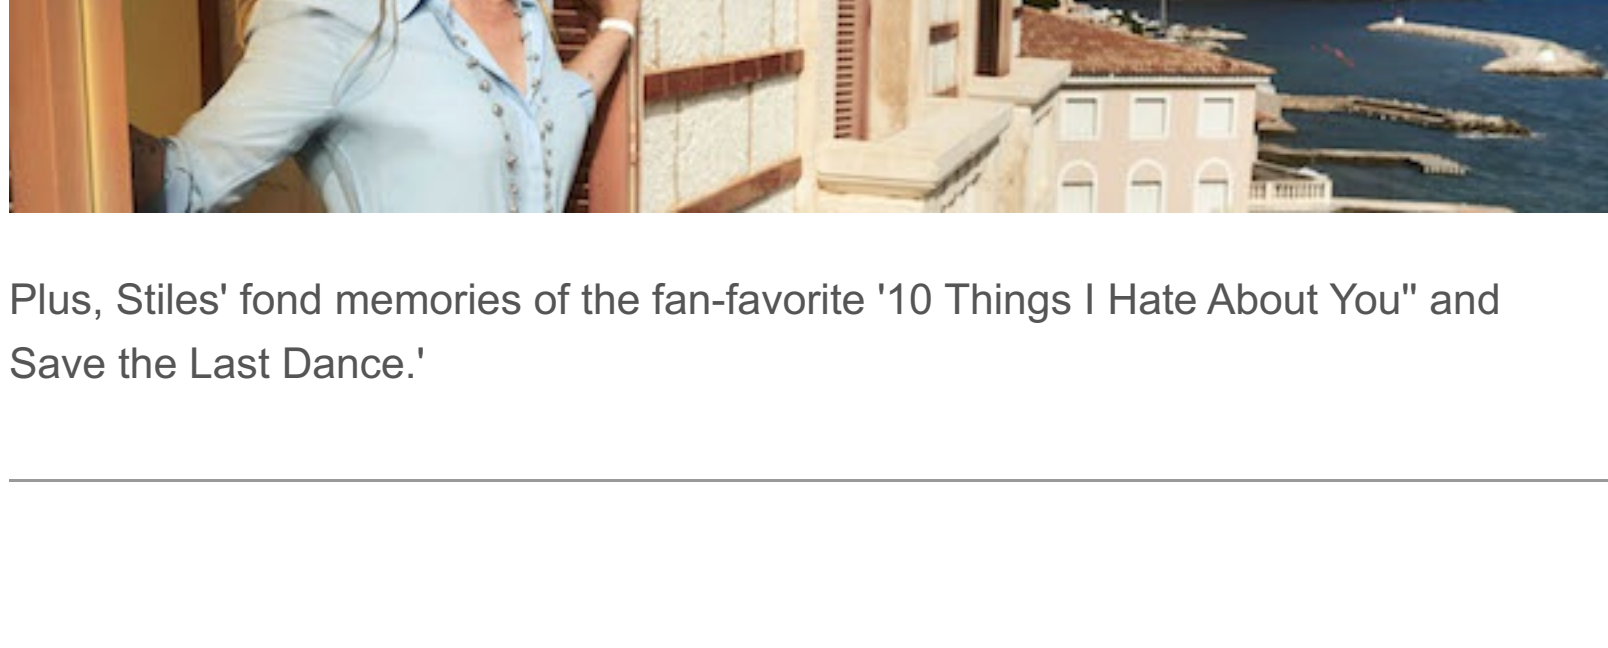 Plus, Stiles' fond memories of the fan-favorite '10 Things I Hate About You'' and
Save the Last Dance.'